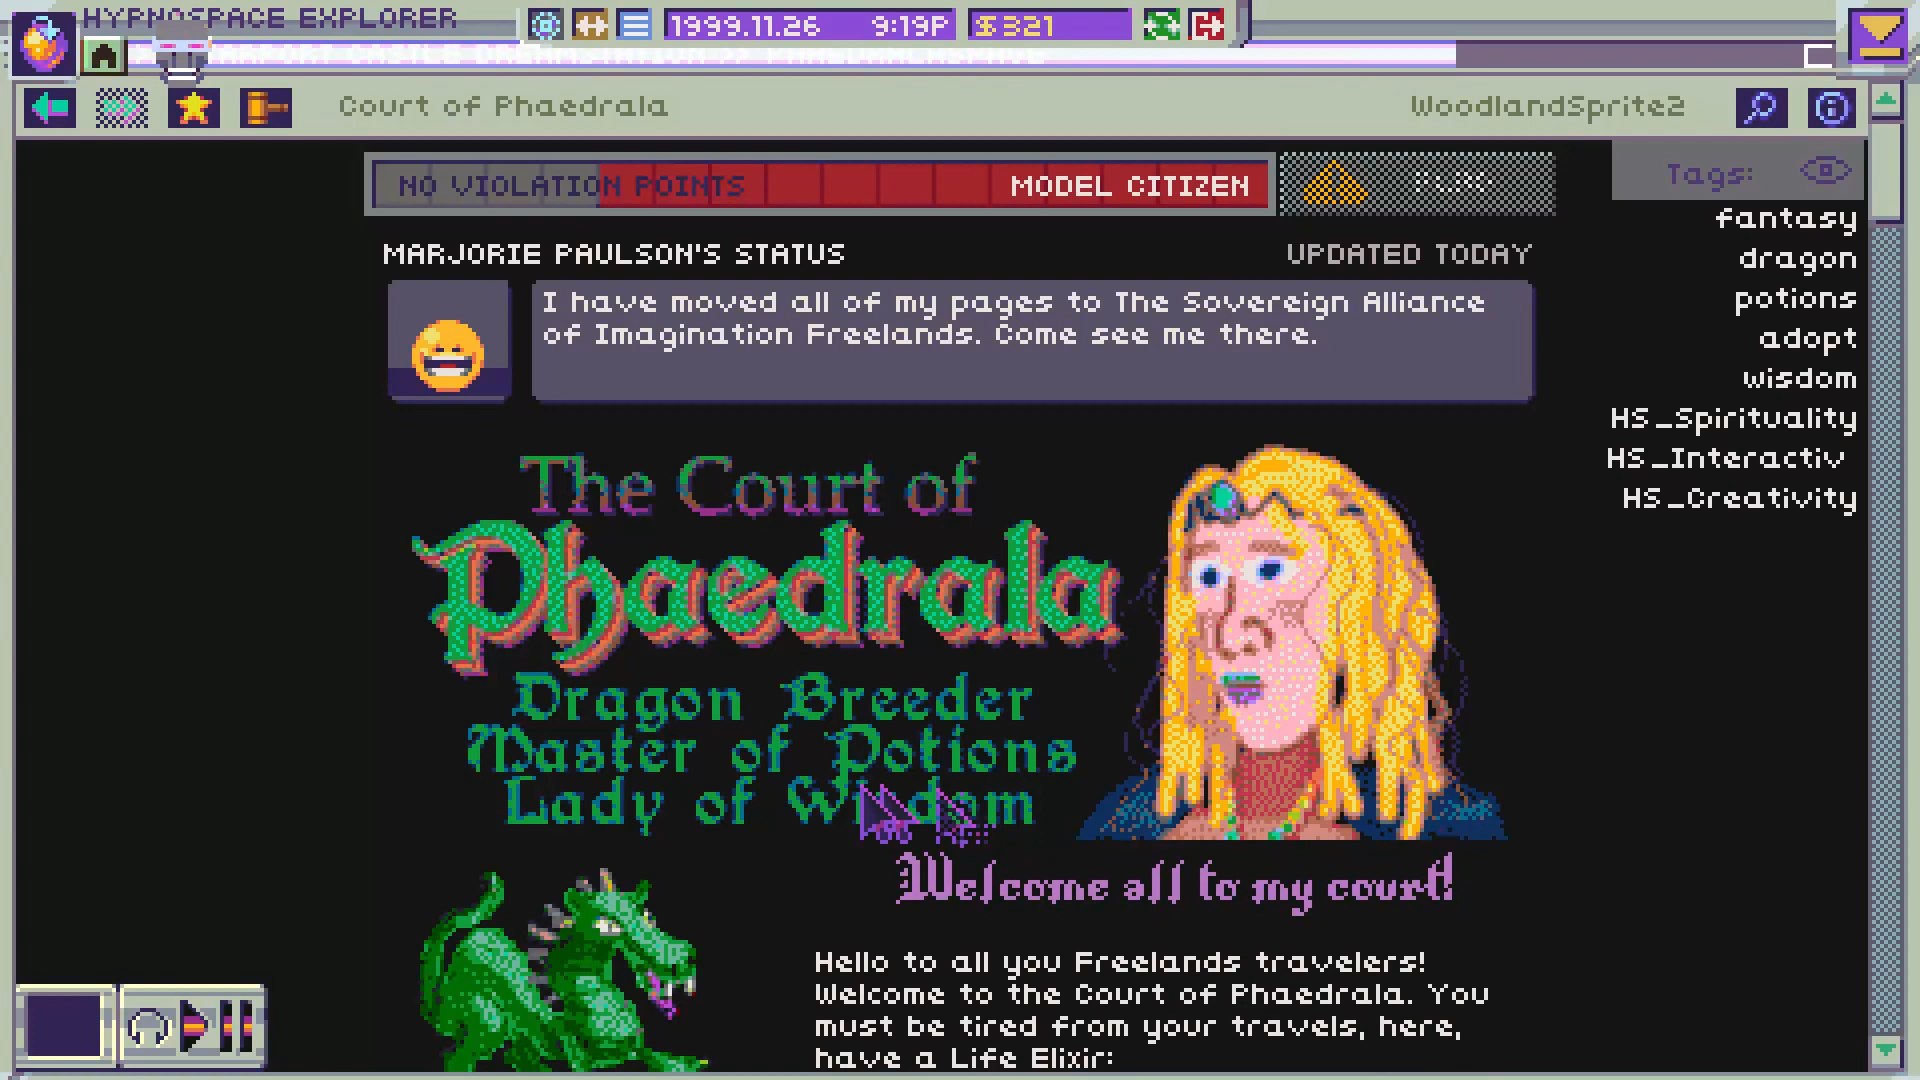 HYPNOSPACE EXPLORER
1999.11.26 9:19P
$321
Court of Phaedrala
WoodlandSprite2
NO VIOLATION POINTS
MODEL CITIZEN
Tags:
fantasy
dragon
potions
adopt
wisdom
HS_Spirituality
HS_Interactiv
HS_Creativity
MARJORIE PAULSON'S STATUS
UPDATED TODAY
I have moved all of my pages to The Sovereign Alliance
of Imagination Freelands. Come see me there.
The Court of
Phaedrala
Dragon Breeder
Master of Potions
Lady of Wisdom
Welcome all to my court!
Hello to all you Freelands travelers!
Welcome to the Court of Phaedrala. You
must be tired from your travels, here,
have a Life Elixir: